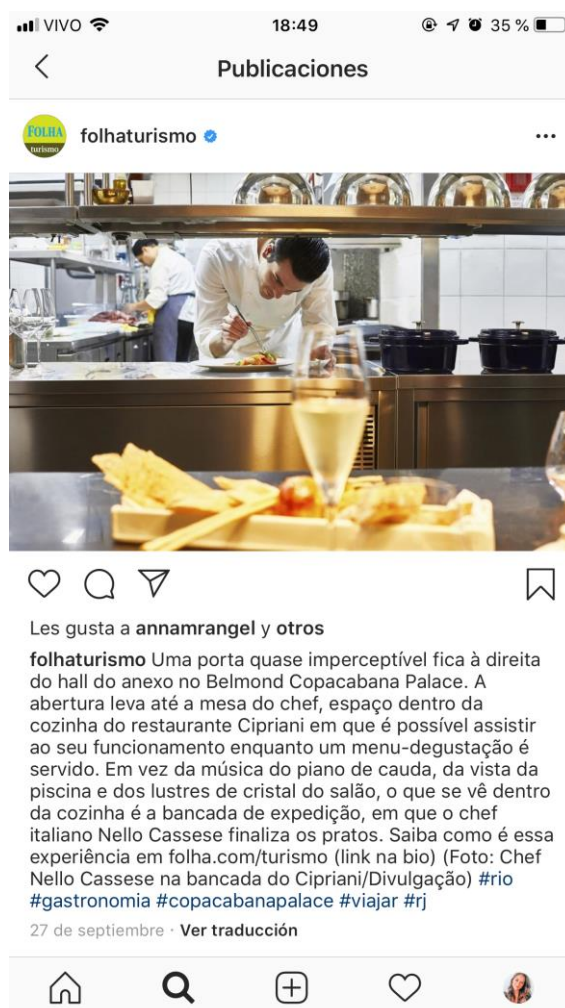 VIVO 18:49 35 %
Publicaciones
FOLHA
turismo
folhaturismo
Les gusta a annamrangel y otros
folhaturismo Uma porta quase imperceptível fica à direita
do hall do anexo no Belmond Copacabana Palace. A
abertura leva até a mesa do chef, espaço dentro da
cozinha do restaurante Cipriani em que é possível assistir
ao seu funcionamento enquanto um menu-degustação é
servido. Em vez da música do piano de cauda, da vista da
piscina e dos lustres de cristal do salão, o que se vê dentro
da cozinha é a bancada de expedição, em que o chef
italiano Nello Cassese finaliza os pratos. Saiba como é essa
experiência em folha.com/turismo (link na bio) (Foto: Chef
Nello Cassese na bancada do Cipriani/Divulgação) #rio
#gastronomia #copacabanapalace #viajar #rj
27 de septiembre · Ver traducción